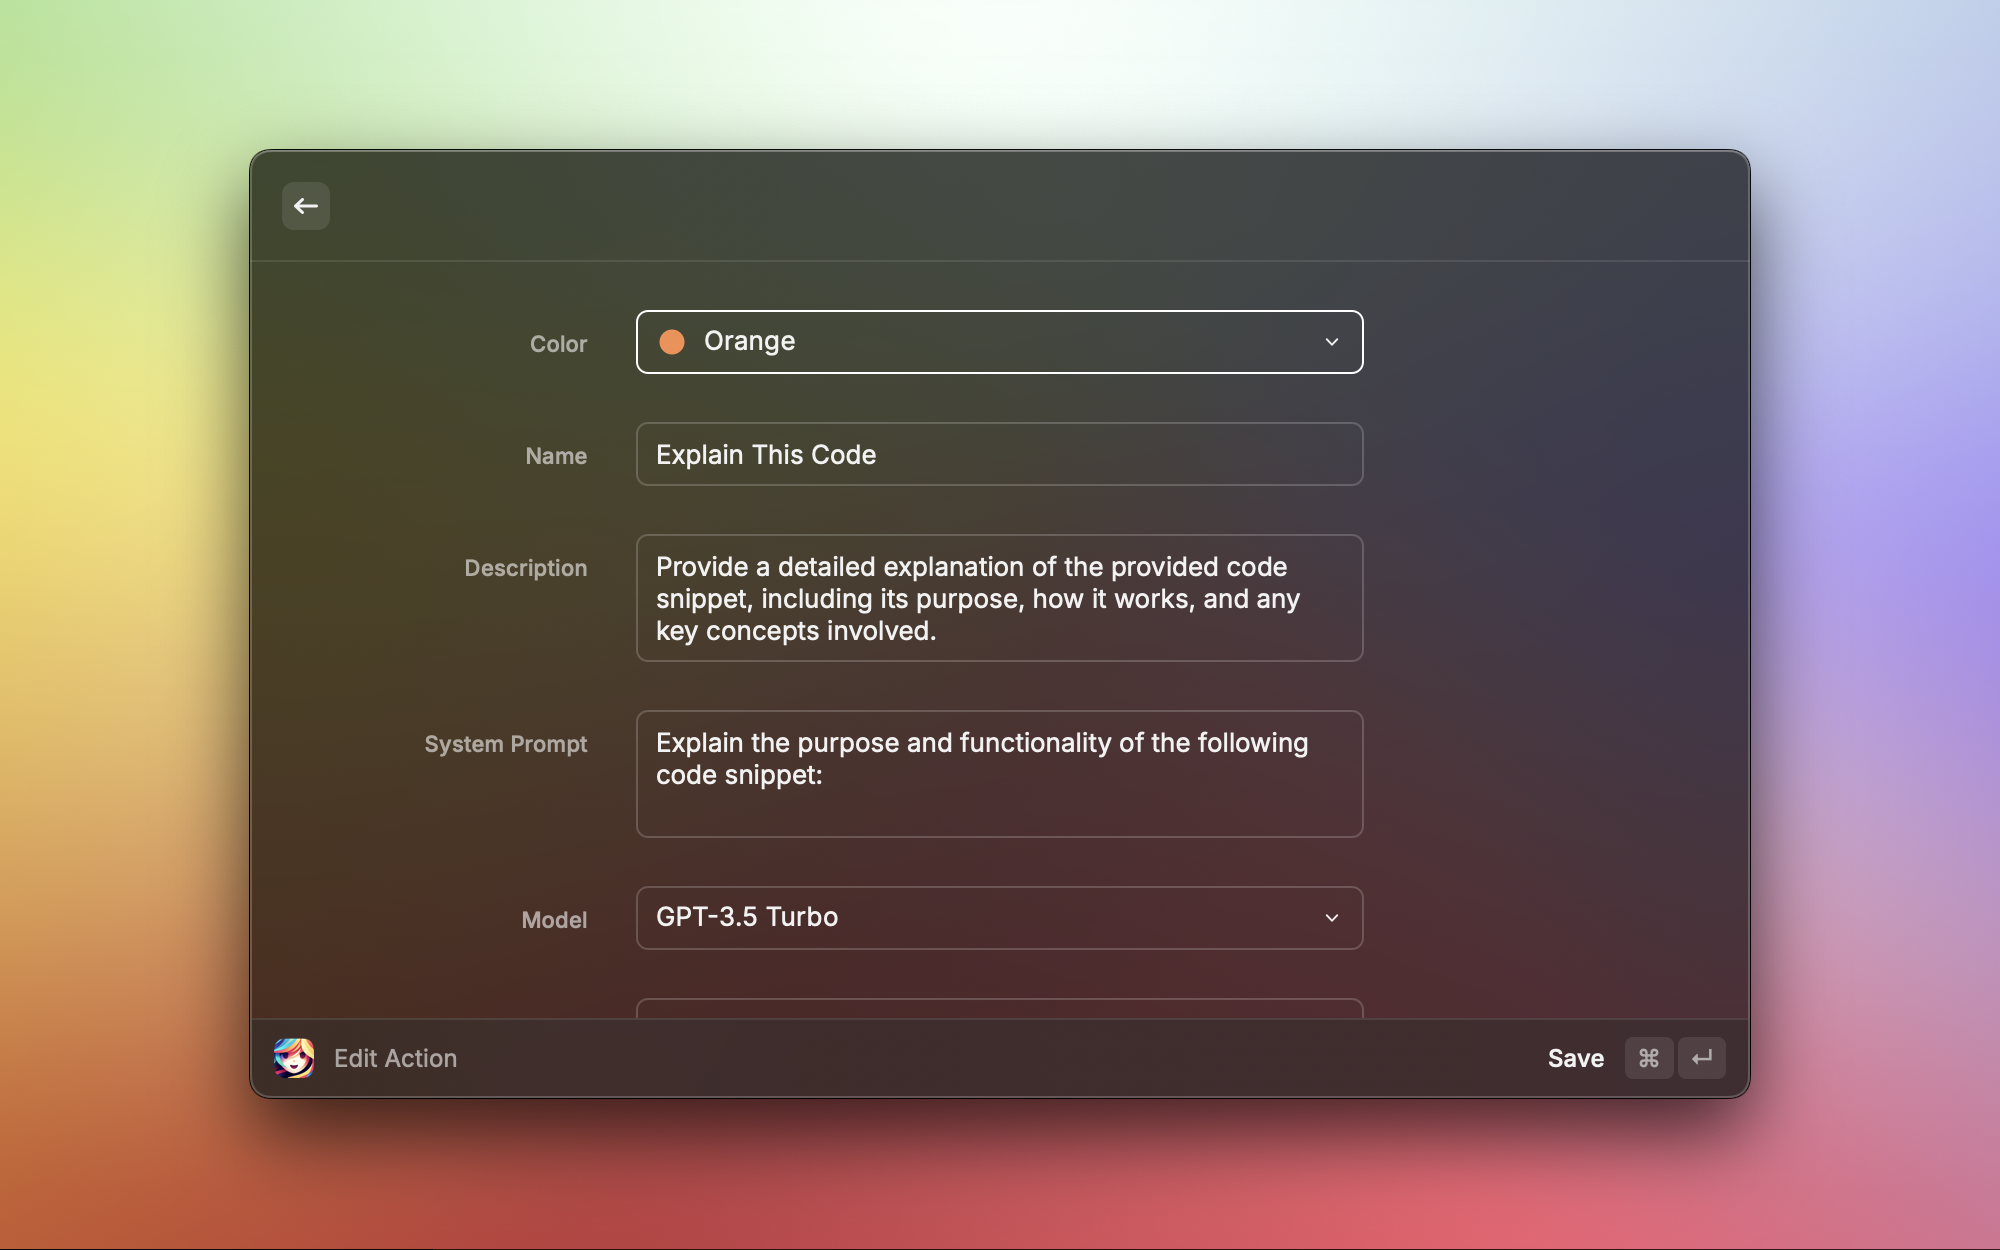 Color
Orange
Name
Explain This Code
Description
Provide a detailed explanation of the provided code
snippet, including its purpose, how it works, and any
key concepts involved.
System Prompt
Explain the purpose and functionality of the following
code snippet:
Model
GPT-3.5 Turbo
Edit Action
Save ⌘ ↵